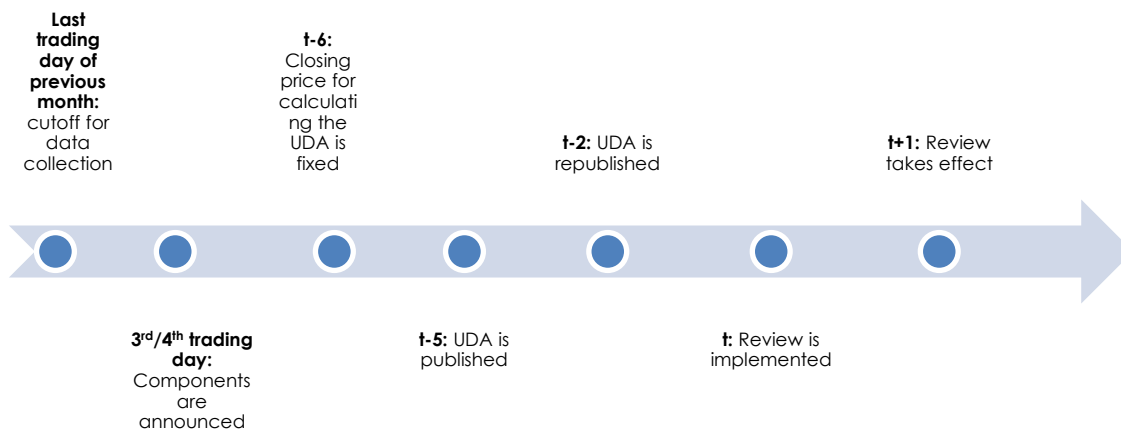 Last
trading
day of
previous
month:
cutoff for
data
collection
t-6:
Closing
price for
calculati
ng the
UDA is
fixed
t-2: UDA is
republished
t+1: Review
takes effect
3rd/4th trading
day:
Components
are
announced
t-5: UDA is
published
t: Review is
implemented